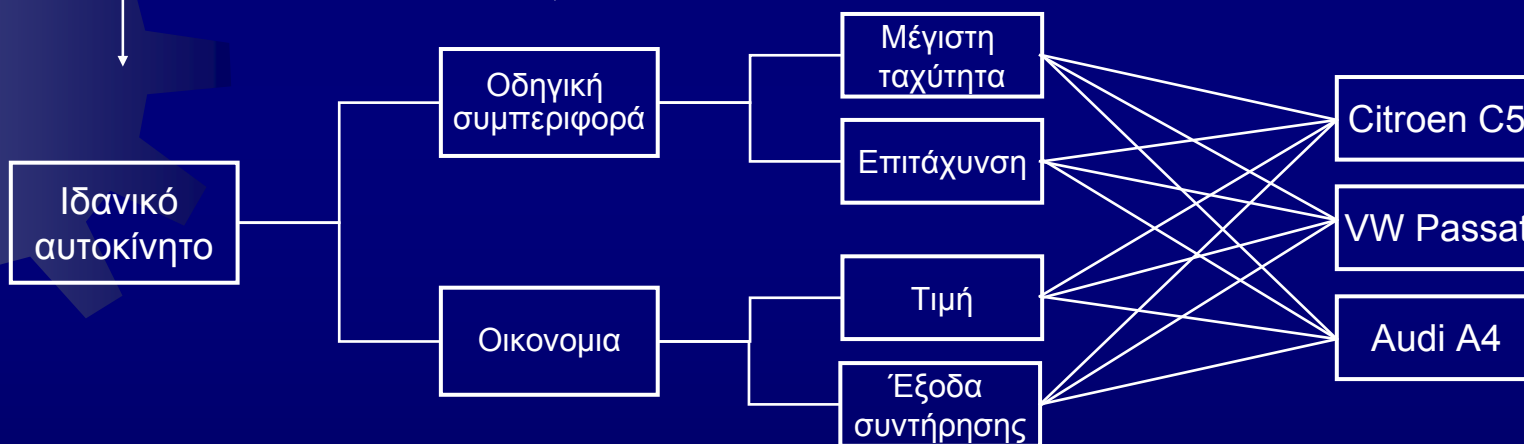 Ιδανικό
αυτοκίνητο
Οδηγική
συμπεριφορά
Οικονομια
Μέγιστη
ταχύτητα
Επιτάχυνση
Τιμή
Έξοδα
συντήρησης
Citroen C5
VW Passat
Audi A4